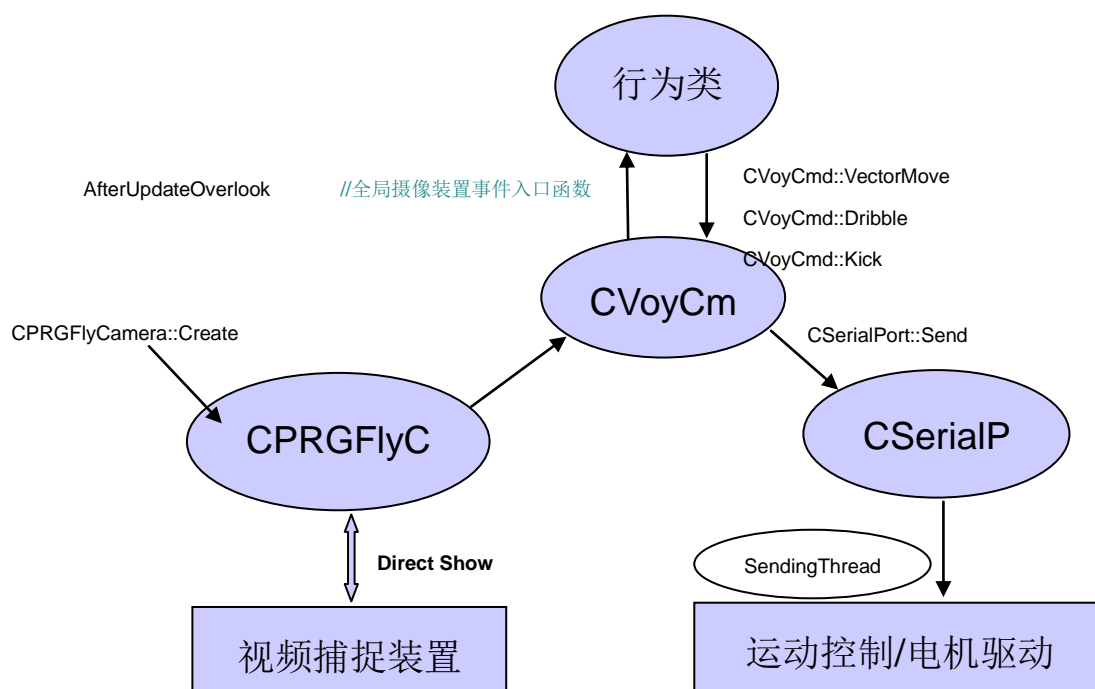 行为类
AfterUpdateOverlook //全局摄像装置事件入口函数
CVoyCmd::VectorMove
CVoyCmd::Dribble
CVoyCmd::Kick
CVoyCm
CPRGFlyCamera::Create
CSerialPort::Send
CPRGFlyC
CSerialP
Direct Show
SendingThread
视频捕捉装置
运动控制/电机驱动